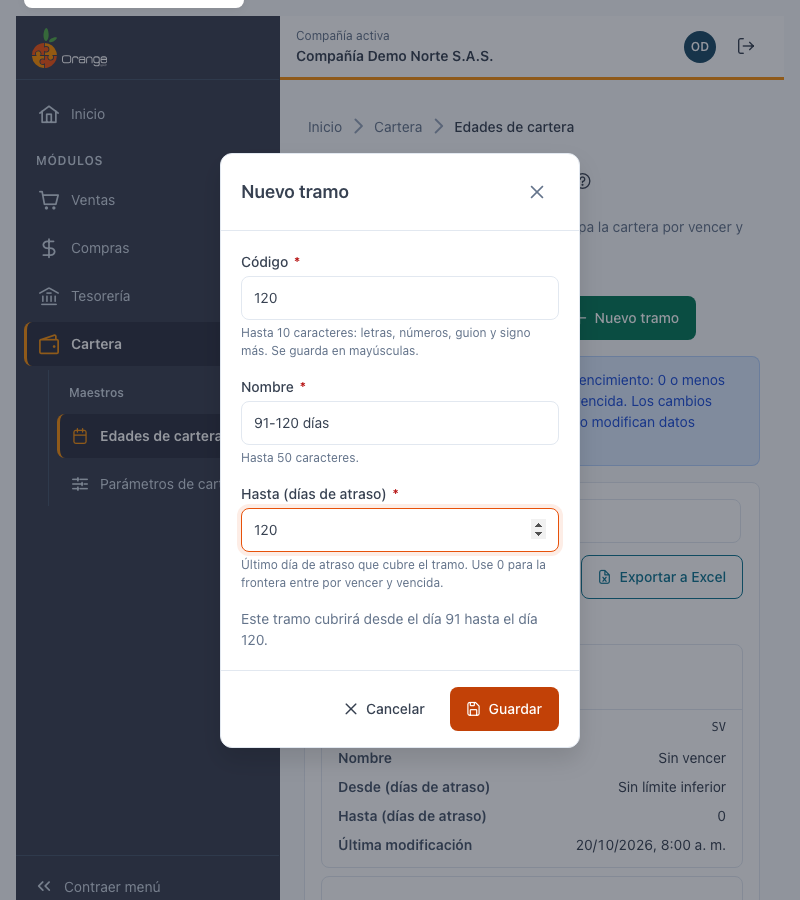 Compañía activa
Compañía Demo Norte S.A.S.
OD
Orange
Inicio
MÓDULOS
Ventas
Compras
Tesorería
Cartera
Maestros
Edades de cartera
Parámetros de
Contraer menú
Inicio > Cartera > Edades de cartera
la cartera por vencer y
Nuevo tramo
0 o menos
Los cambios
modifican datos
Exportar a Excel
Nuevo tramo
Código *
120
Hasta 10 caracteres: letras, números, guion y signo
más. Se guarda en mayúsculas.
Nombre *
91-120 días
Hasta 50 caracteres.
Hasta (días de atraso) *
120
Último día de atraso que cubre el tramo. Use 0 para la
frontera entre por vencer y vencida.
Este tramo cubrirá desde el día 91 hasta el día
120.
Cancelar
Guardar
SV
Nombre Sin vencer
Desde (días de atraso) Sin límite inferior
Hasta (días de atraso) 0
Última modificación 20/10/2026, 8:00 a. m.